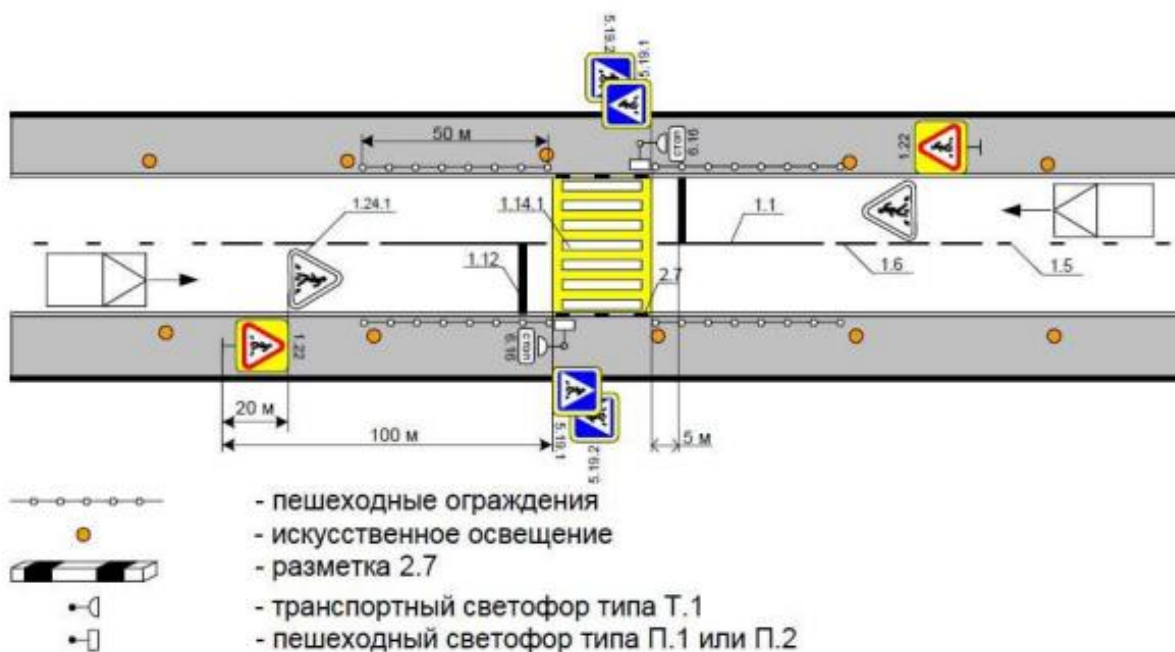 5.19.2
5.19.1
50 м
стоп
6.16
1.22
1.24.1
1.14.1
1.1
1.12
2.7
1.6
1.5
1.22
стоп
6.16
20 м
100 м
5.19.1
5.19.2
5 м
- пешеходные ограждения
- искусственное освещение
- разметка 2.7
- транспортный светофор типа Т.1
- пешеходный светофор типа П.1 или П.2